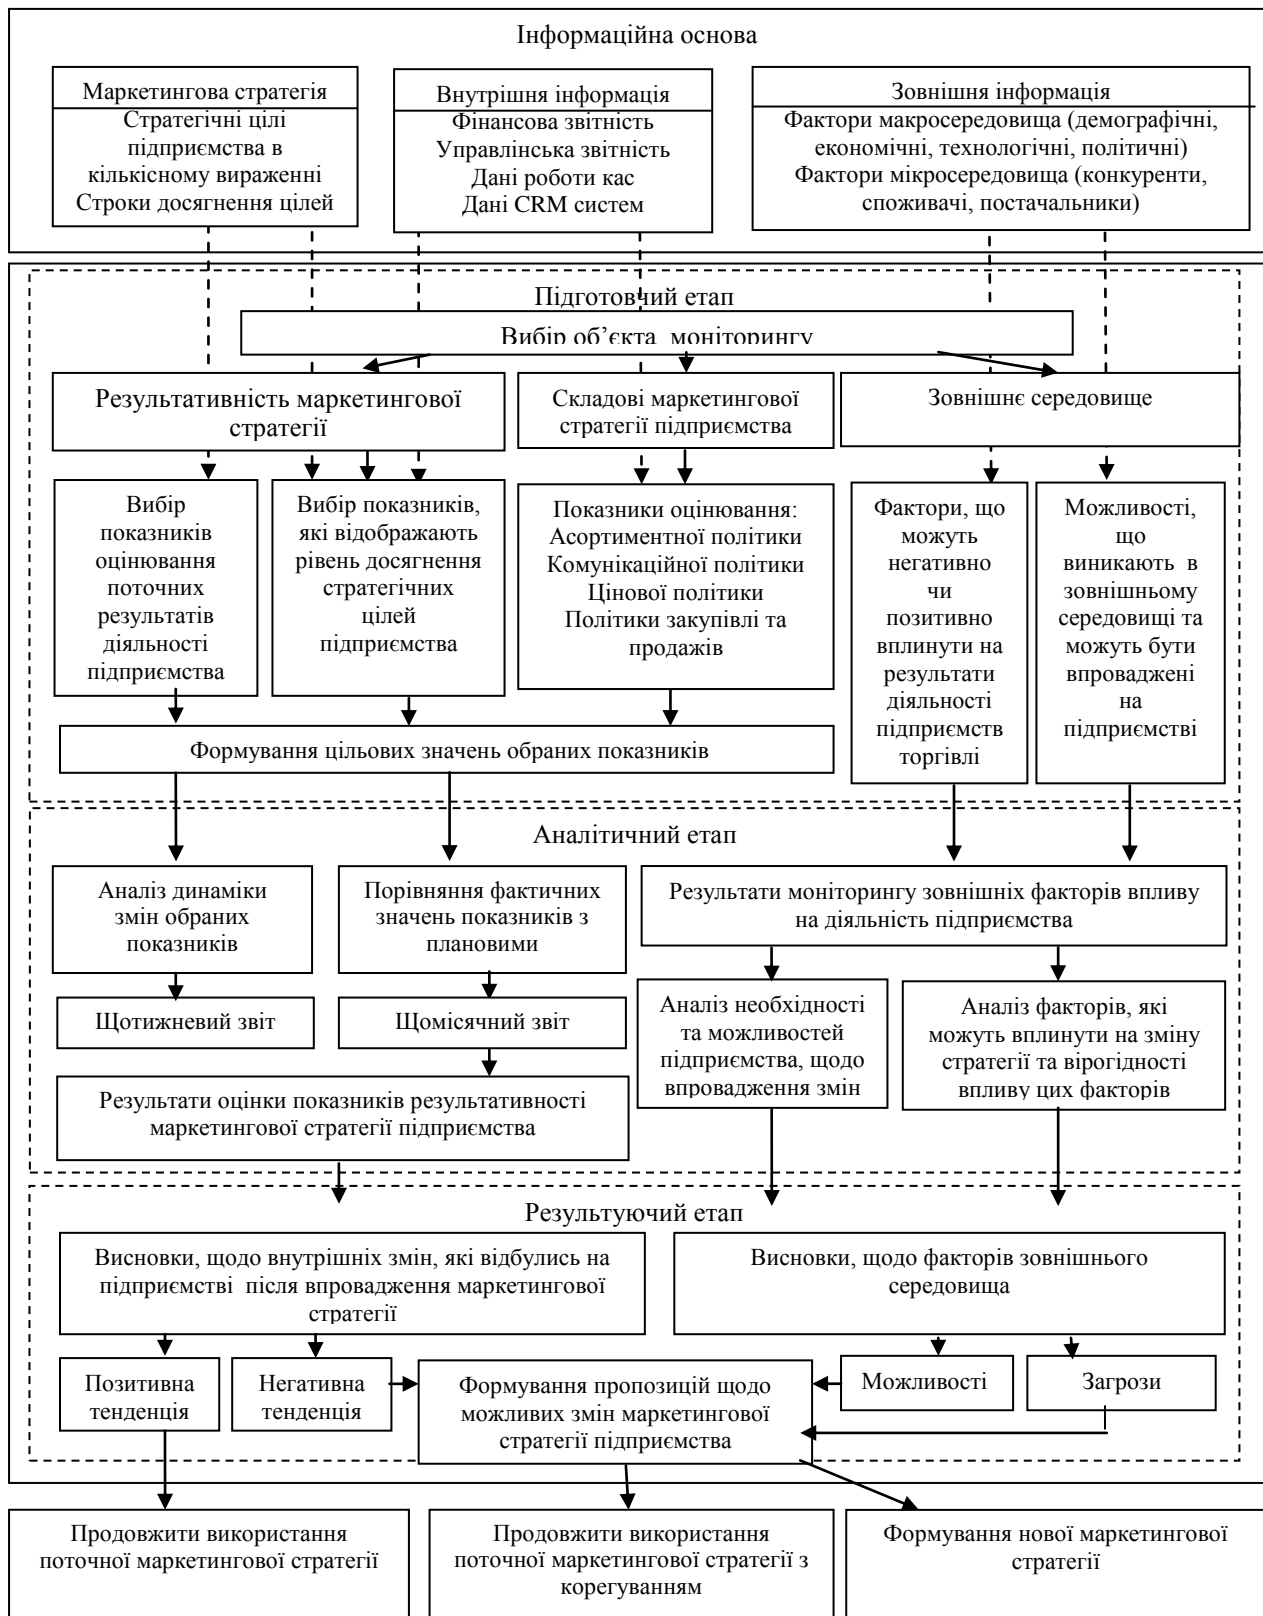 Інформаційна основа
Маркетингова стратегія
Стратегічні цілі
підприємства в
кількісному вираженні
Строки досягнення цілей
Внутрішня інформація
Фінансова звітність
Управлінська звітність
Дані роботи кас
Дані CRM систем
Зовнішня інформація
Фактори макросередовища (демографічні,
економічні, технологічні, політичні)
Фактори мікросередовища (конкуренти,
споживачі, постачальники)
Підготовчий етап
Вибір об’єкта моніторингу
Результативність маркетингової
стратегії
Складові маркетингової
стратегії підприємства
Зовнішнє середовище
Вибір
показників
оцінювання
поточних
результатів
діяльності
підприємства
Вибір показників,
які відображають
рівень досягнення
стратегічних
цілей
підприємства
Показники оцінювання:
Асортиментної політики
Комунікаційної політики
Цінової політики
Політики закупівлі та
продажів
Фактори, що
можуть
негативно
чи
позитивно
вплинути на
результати
діяльності
підприємств
торгівлі
Можливості,
що
виникають в
зовнішньому
середовищі та
можуть бути
впроваджені
на
підприємстві
Формування цільових значень обраних показників
Аналітичний етап
Аналіз динаміки
змін обраних
показників
Порівняння фактичних
значень показників з
плановими
Результати моніторингу зовнішніх факторів впливу
на діяльність підприємства
Щотижневий звіт
Щомісячний звіт
Аналіз необхідності
та можливостей
підприємства, щодо
впровадження змін
Аналіз факторів, які
можуть вплинути на зміну
стратегії та вірогідності
впливу цих факторів
Результати оцінки показників результативності
маркетингової стратегії підприємства
Результуючий етап
Висновки, щодо внутрішніх змін, які відбулись на
підприємстві після впровадження маркетингової
стратегії
Висновки, щодо факторів зовнішнього
середовища
Позитивна
тенденція
Негативна
тенденція
Формування пропозицій щодо
можливих змін маркетингової
стратегії підприємства
Можливості
Загрози
Продовжити використання
поточної маркетингової стратегії
Продовжити використання
поточної маркетингової стратегії з
корегуванням
Формування нової маркетингової
стратегії